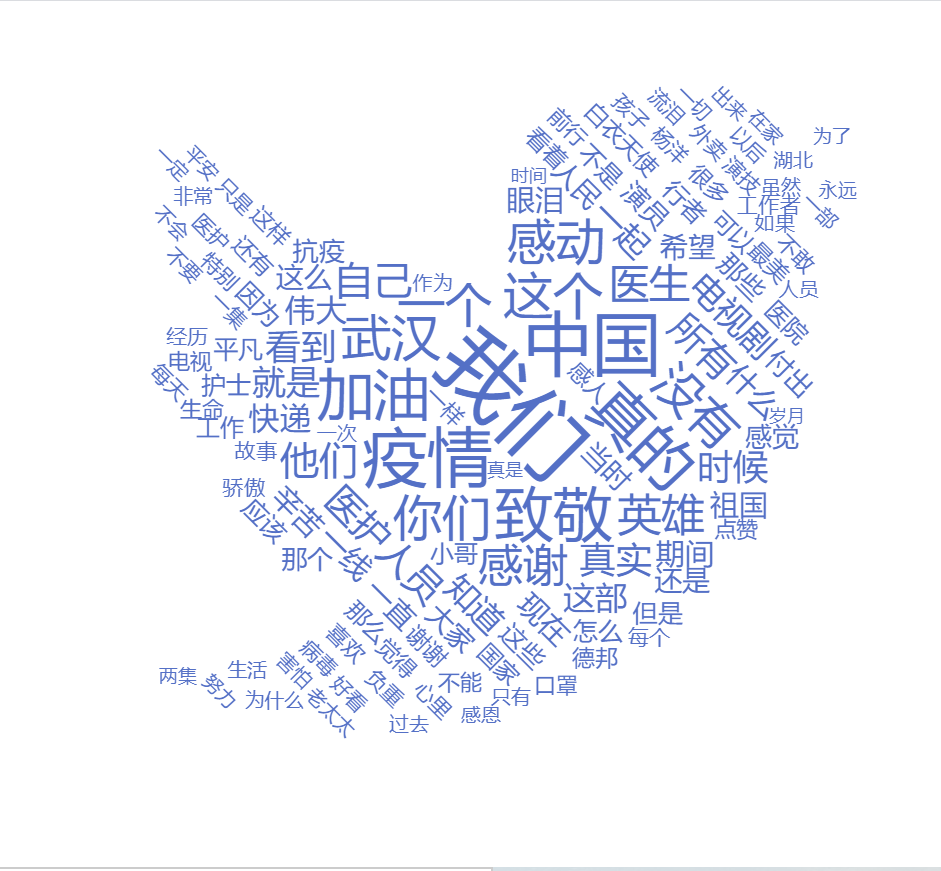 出来
在家
一切
流泪
孩子
白衣天使
前行
看着
杨洋
外卖
以后
为了
湖北
演技
虽然
永远
一部
很多
工作者
如果
不是
人民
演员
行者
可以
最美
不敢
人员
时间
眼泪
一起
希望
那些
医院
感动
医生
电视剧
付出
这个
中国
所有
什么
岁月
平安
一定
非常
只是
这样
不会
医护
还有
抗疫
不要
特别
因为
这么
自己
作为
一个
一集
伟大
武汉
我们
经历
电视
平凡
看到
每天
护士
就是
加油
一样
感人
真的
没有
感觉
生命
工作
快递
一次
故事
他们
疫情
真是
当时
时候
骄傲
应该
辛苦
医护人员
你们
致敬
英雄
祖国
点赞
那个
一线
小哥
感谢
真实
期间
还是
一直
知道
现在
这部
但是
那么
大家
这些
怎么
每个
喜欢
觉得
谢谢
国家
德邦
病毒
害怕
好看
负重
心里
不能
只有
口罩
两集
努力
生活
为什么
老太太
过去
感恩